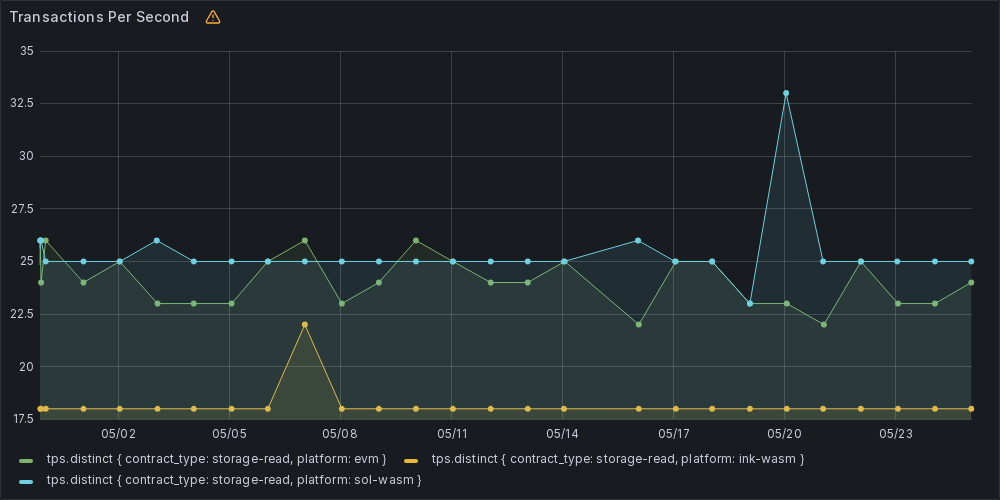 Transactions Per Second
35
32.5
30
27.5
25
22.5
20
17.5
05/02 05/05 05/08 05/11 05/14 05/17 05/20 05/23
tps.distinct { contract_type: storage-read, platform: evm } tps.distinct { contract_type: storage-read, platform: ink-wasm }
tps.distinct { contract_type: storage-read, platform: sol-wasm }